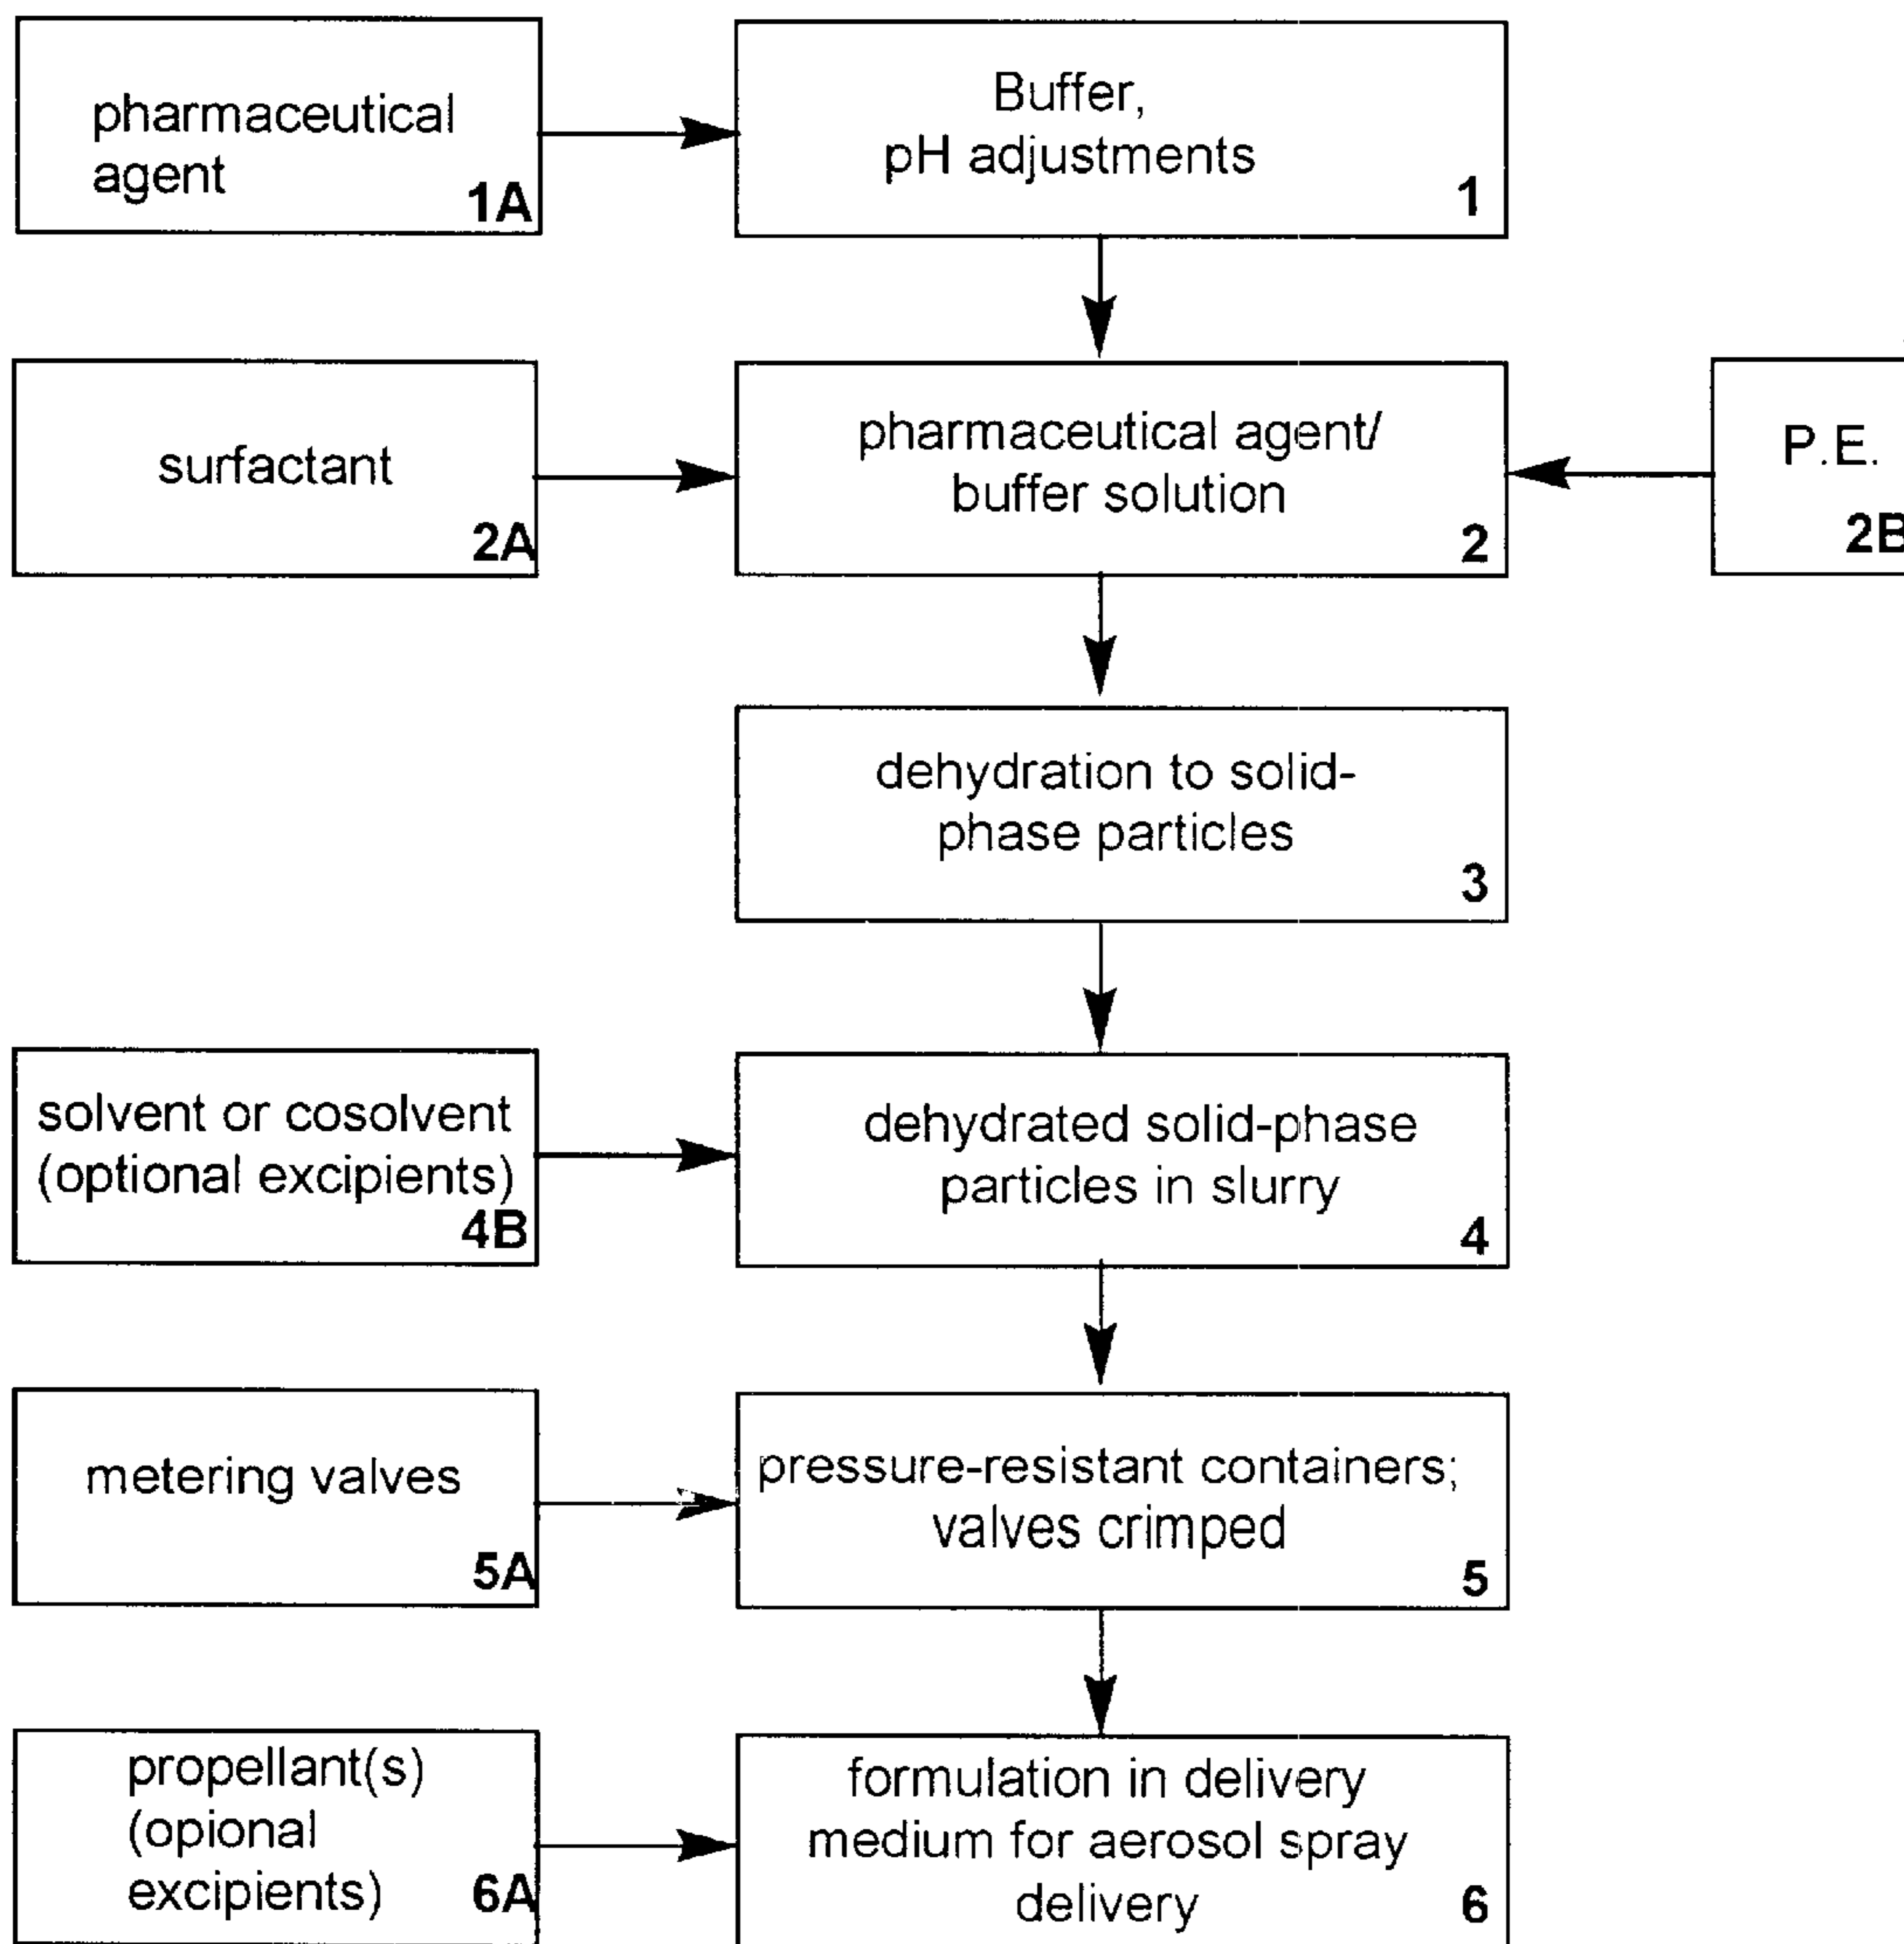 pharmaceutical
agent
1A
Buffer,
pH adjustments
1
surfactant
2A
pharmaceutical agent/
buffer solution
2
P.E.
2B
dehydration to solid-
phase particles
3
solvent or cosolvent
(optional excipients)
4B
dehydrated solid-phase
particles in slurry
4
metering valves
5A
pressure-resistant containers;
valves crimped
5
propellant(s)
(opional
excipients)
6A
formulation in delivery
medium for aerosol spray
delivery
6